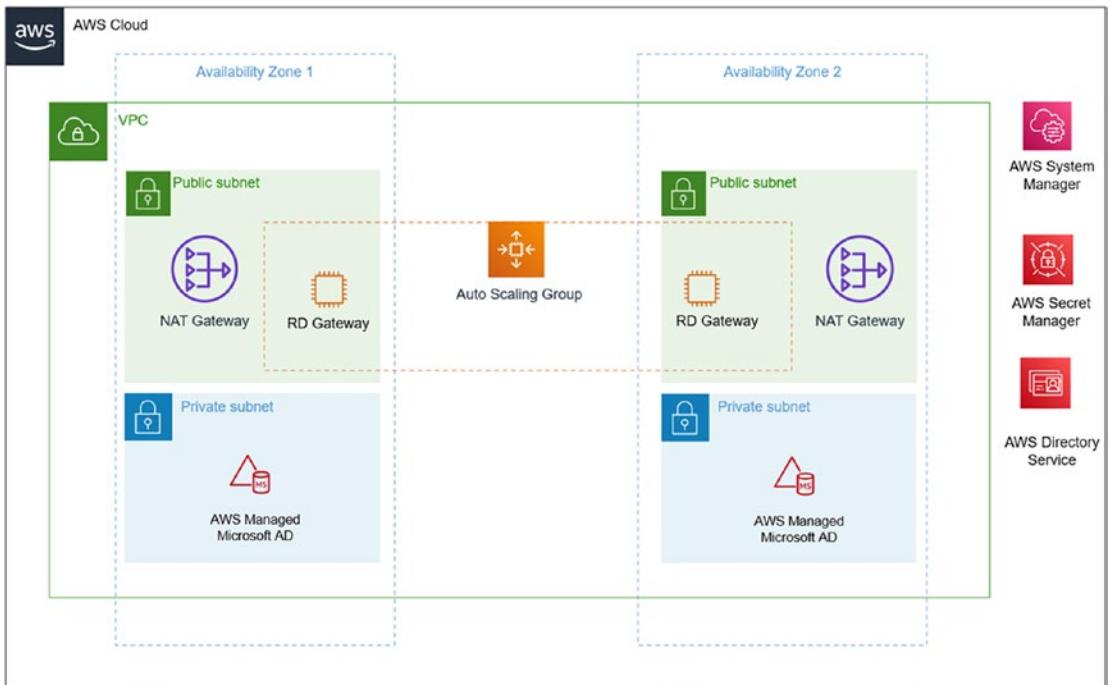 aws
AWS Cloud
Availability Zone 1
Availability Zone 2
VPC
Public subnet
Public subnet
NAT Gateway
RD Gateway
Auto Scaling Group
RD Gateway
NAT Gateway
Private subnet
Private subnet
MS
AWS Managed
Microsoft AD
MS
AWS Managed
Microsoft AD
AWS System
Manager
AWS Secret
Manager
AWS Directory
Service